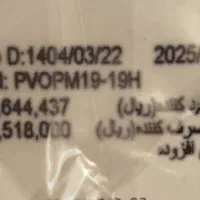 D:1404/03/22 2025/
: PVOPM19-19H
,644,437 کننده(ریال)
,518,000 مصرف کننده(ریال)
افزوده